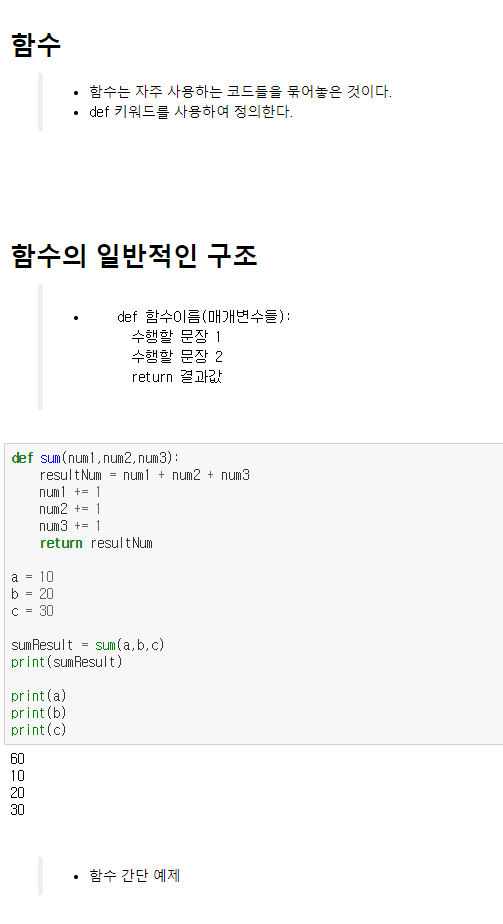 함수
• 함수는 자주 사용하는 코드들을 묶어놓은 것이다.
• def 키워드를 사용하여 정의한다.
함수의 일반적인 구조
• def 함수이름(매개변수들):
수행할 문장 1
수행할 문장 2
return 결과값
def sum(num1,num2,num3):
    resultNum = num1 + num2 + num3
    num1 += 1
    num2 += 1
    num3 += 1
    return resultNum
a = 10
b = 20
c = 30
sumResult = sum(a,b,c)
print(sumResult)
print(a)
print(b)
print(c)
60
10
20
30
• 함수 간단 예제